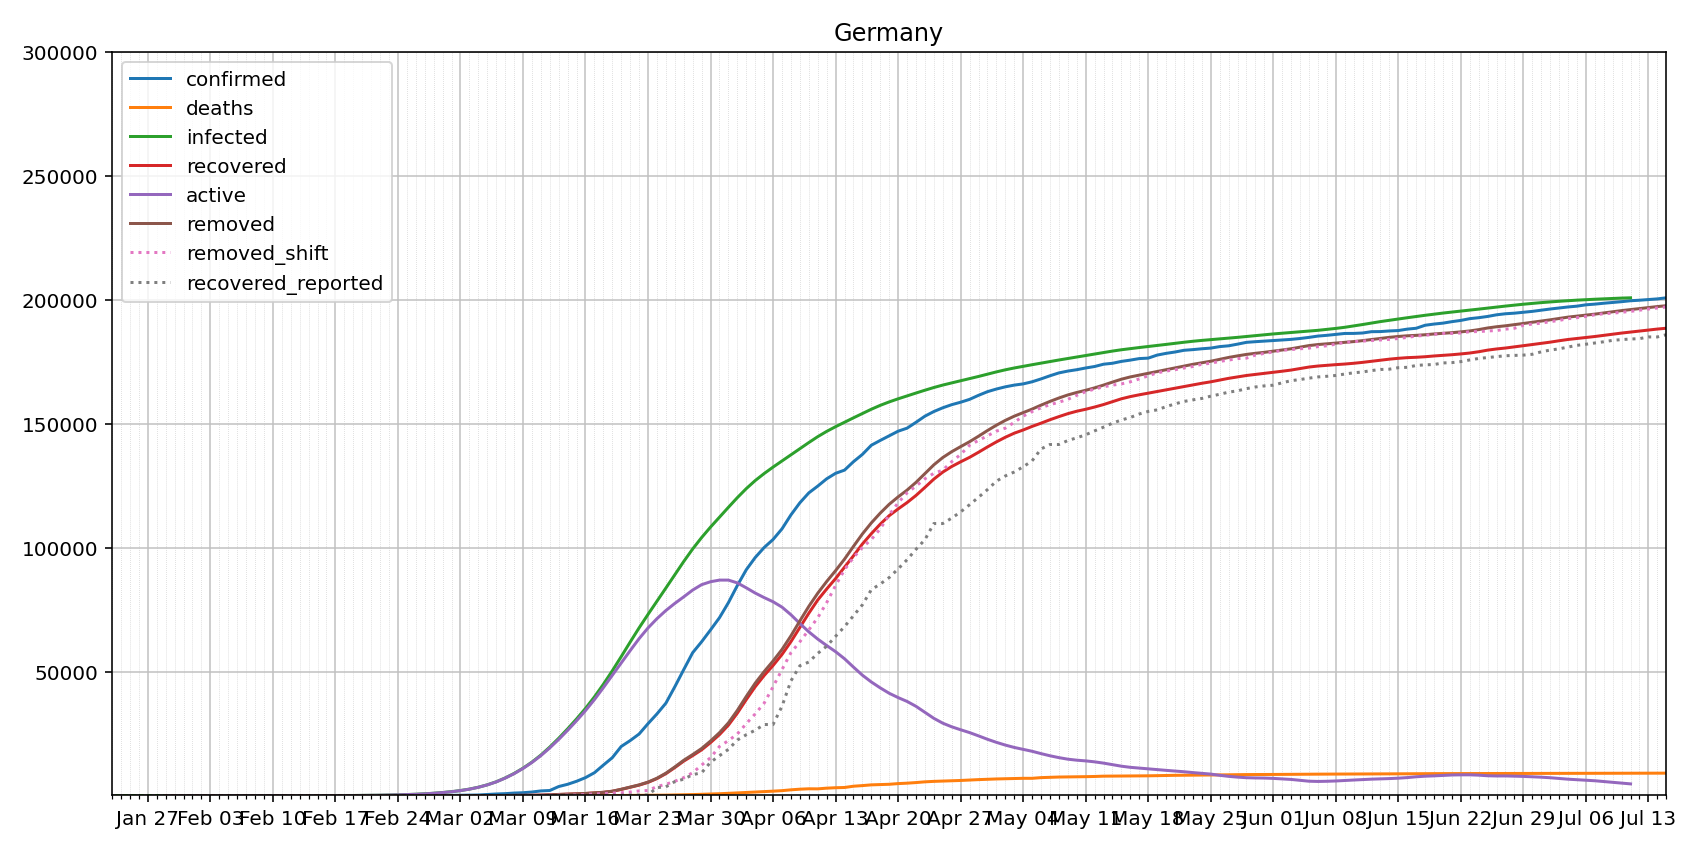 Germany
300000
250000
200000
150000
100000
50000
confirmed
deaths
infected
recovered
active
removed
removed_shift
recovered_reported
Jan 27 Feb 03 Feb 10 Feb 17 Feb 24 Mar 02 Mar 09 Mar 16 Mar 23 Mar 30 Apr 06 Apr 13 Apr 20 Apr 27 May 04 May 11 May 18 May 25 Jun 01 Jun 08 Jun 15 Jun 22 Jun 29 Jul 06 Jul 13